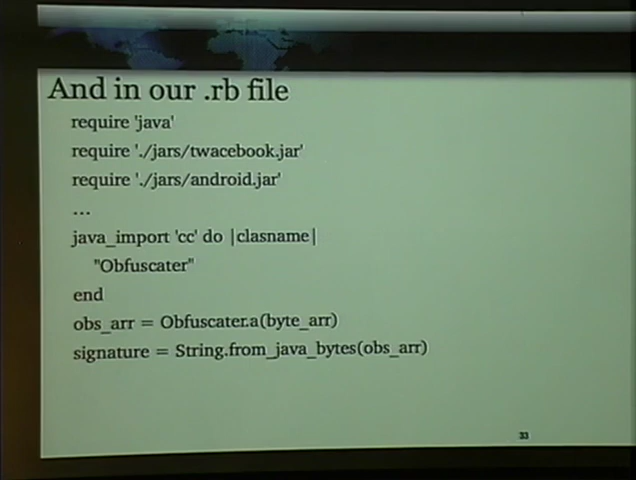 And in our .rb file
require 'java'
require './jars/twacebook.jar'
require './jars/android.jar'
...
java_import 'cc' do |clasname|
"Obfuscater"
end
obs_arr = Obfuscater.a(byte_arr)
signature = String.from_java_bytes(obs_arr)
33